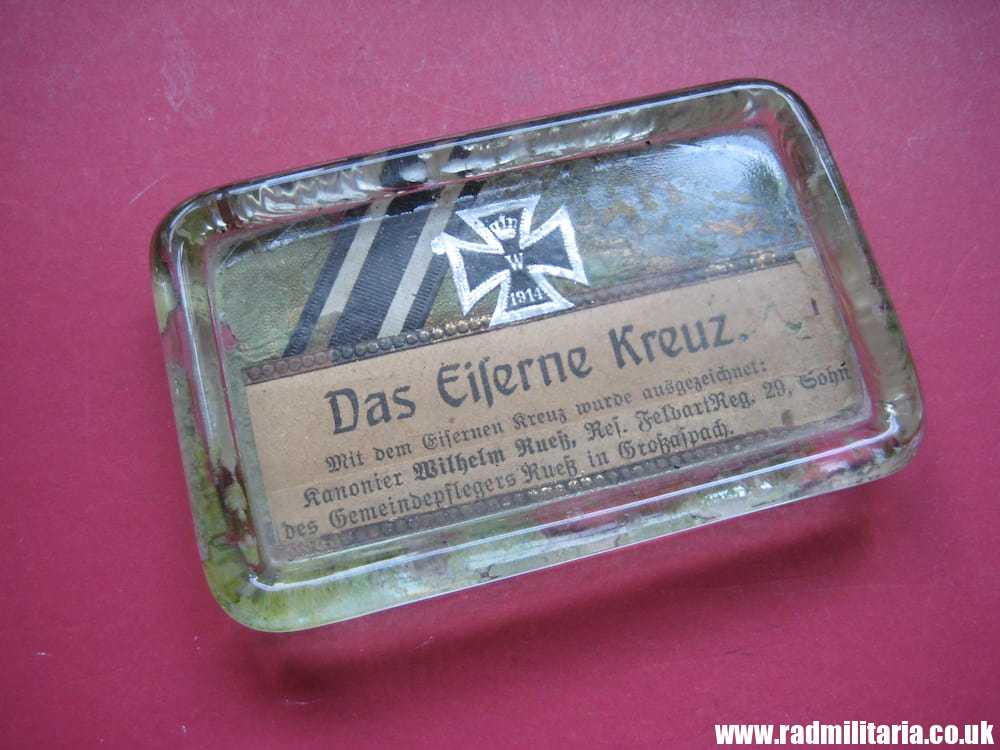 W
1914
Das Eiſerne Kreuz.
Mit dem Eiſernen Kreuz wurde ausgezeichnet:
Kanonier Wilhelm Rueß, Reſ. FeldartReg. 29, Sohn
des Gemeindepflegers Rueß in Großaſpach.
www.radmilitaria.co.uk